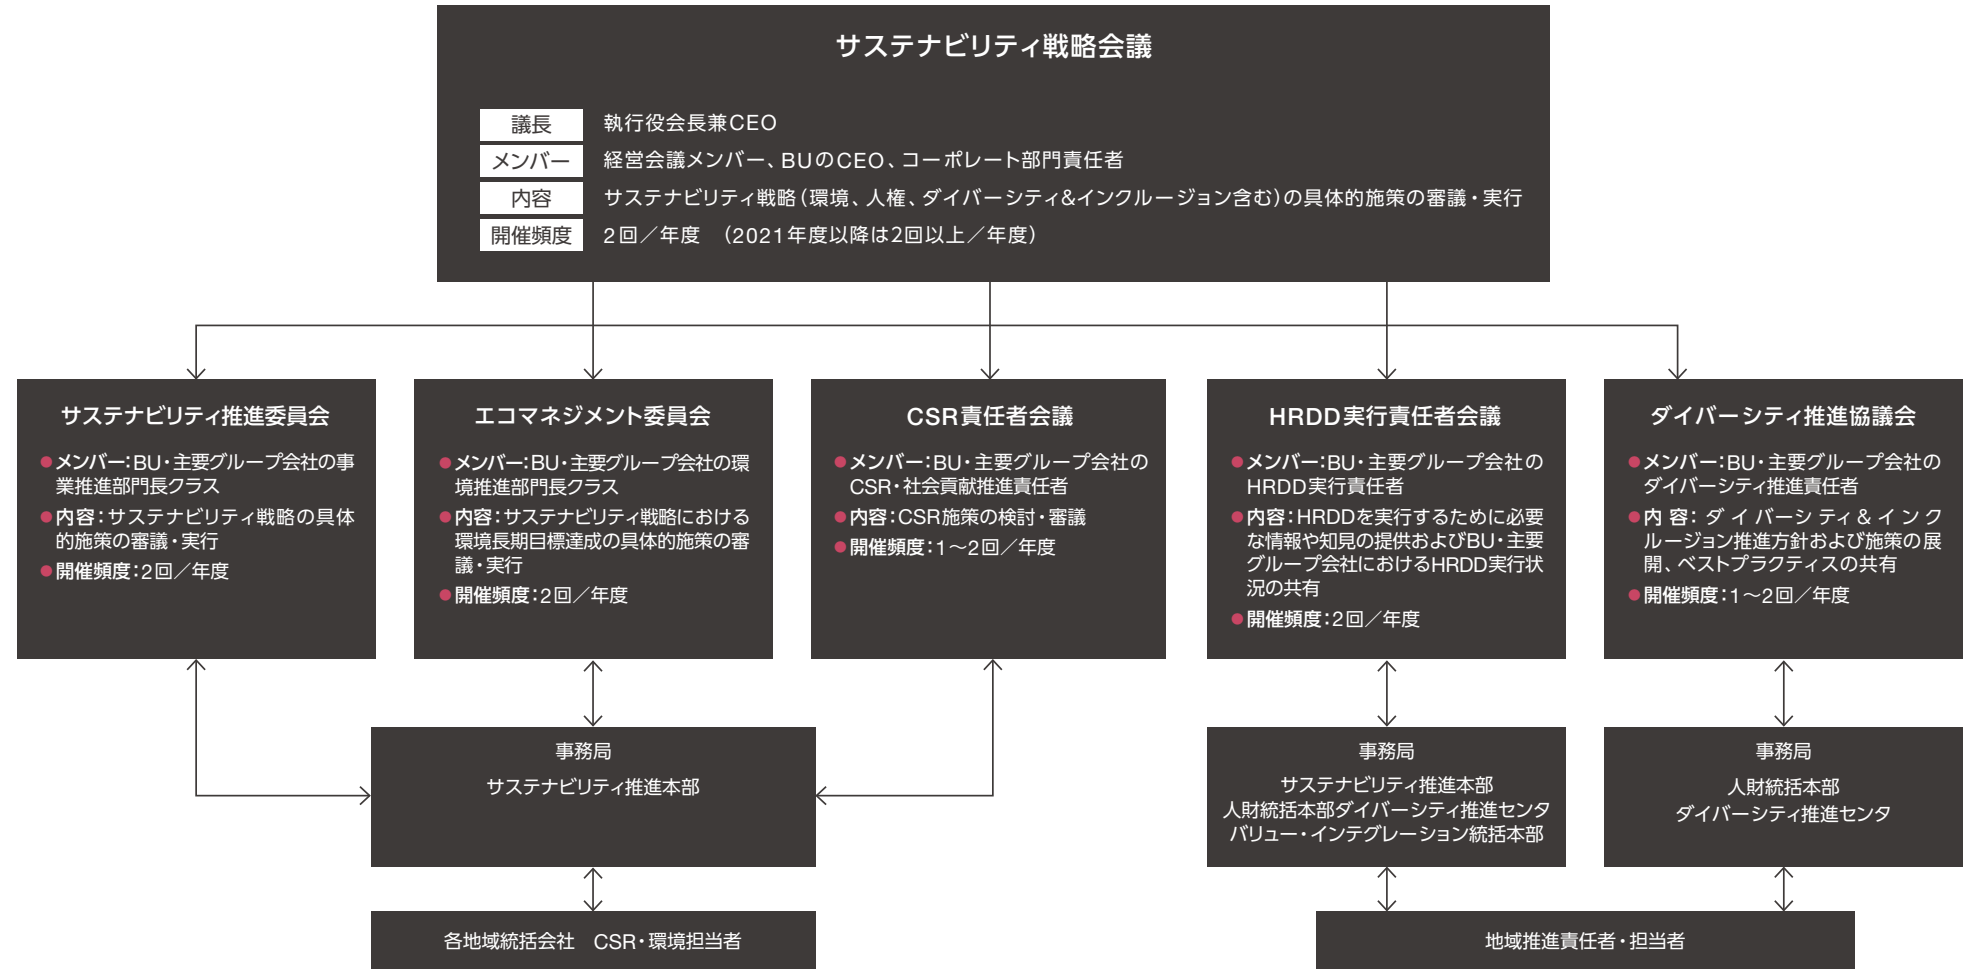 サステナビリティ戦略会議
議長 執行役会長兼CEO
メンバー 経営会議メンバー、BUのCEO、コーポレート部門責任者
内容 サステナビリティ戦略(環境、人権、ダイバーシティ&インクルージョン含む)の具体的施策の審議・実行
開催頻度 2回/年度 (2021年度以降は2回以上/年度)
サステナビリティ推進委員会
●メンバー:BU・主要グループ会社の事
業推進部門長クラス
●内容:サステナビリティ戦略の具体
的施策の審議・実行
●開催頻度:2回/年度
エコマネジメント委員会
●メンバー:BU・主要グループ会社の環
境推進部門長クラス
●内容:サステナビリティ戦略における
環境長期目標達成の具体的施策の審
議・実行
●開催頻度:2回/年度
CSR責任者会議
●メンバー:BU・主要グループ会社の
CSR・社会貢献推進責任者
●内容:CSR施策の検討・審議
●開催頻度:1~2回/年度
HRDD実行責任者会議
●メンバー:BU・主要グループ会社の
HRDD実行責任者
●内容:HRDDを実行するために必要
な情報や知見の提供およびBU・主要
グループ会社におけるHRDD実行状
況の共有
●開催頻度:2回/年度
ダイバーシティ推進協議会
●メンバー:BU・主要グループ会社の
ダイバーシティ推進責任者
●内容:ダイバーシティ&インク
ルージョン推進方針および施策の展
開、ベストプラクティスの共有
●開催頻度:1~2回/年度
事務局
サステナビリティ推進本部
事務局
サステナビリティ推進本部
人財統括本部ダイバーシティ推進センタ
バリュー・インテグレーション統括本部
事務局
人財統括本部
ダイバーシティ推進センタ
各地域統括会社 CSR・環境担当者
地域推進責任者・担当者